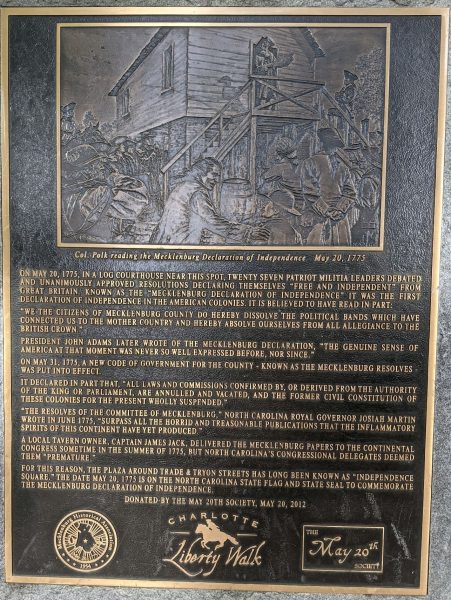 Col. Polk reading the Mecklenburg Declaration of Independence May 20, 1775
ON MAY 20, 1775, IN A LOG COURTHOUSE NEAR THIS SPOT, TWENTY SEVEN PATRIOT MILITIA LEADERS DEBATED
AND UNANIMOUSLY APPROVED RESOLUTIONS DECLARING THEMSELVES "FREE AND INDEPENDENT" FROM
GREAT BRITAIN. KNOWN AS THE "MECKLENBURG DECLARATION OF INDEPENDENCE" IT WAS THE FIRST
DECLARATION OF INDEPENDENCE IN THE AMERICAN COLONIES. IT IS BELIEVED TO HAVE READ IN PART,
"WE THE CITIZENS OF MECKLENBURG COUNTY DO HEREBY DISSOLVE THE POLITICAL BANDS WHICH HAVE
CONNECTED US TO THE MOTHER COUNTRY AND HEREBY ABSOLVE OURSELVES FROM ALL ALLEGIANCE TO THE
BRITISH CROWN."
PRESIDENT JOHN ADAMS LATER WROTE OF THE MECKLENBURG DECLARATION, "THE GENUINE SENSE OF
AMERICA AT THAT MOMENT WAS NEVER SO WELL EXPRESSED BEFORE, NOR SINCE."
ON MAY 31, 1775, A NEW CODE OF GOVERNMENT FOR THE COUNTY - KNOWN AS THE MECKLENBURG RESOLVES -
WAS PUT INTO EFFECT.
IT DECLARED IN PART THAT, "ALL LAWS AND COMMISSIONS CONFIRMED BY, OR DERIVED FROM THE AUTHORITY
OF THE KING OR PARLIAMENT, ARE ANNULLED AND VACATED, AND THE FORMER CIVIL CONSTITUTION OF
THESE COLONIES FOR THE PRESENT WHOLLY SUSPENDED."
"THE RESOLVES OF THE COMMITTEE OF MECKLENBURG," NORTH CAROLINA ROYAL GOVERNOR JOSIAH MARTIN
WROTE IN JUNE 1775, "SURPASS ALL THE HORRID AND TREASONABLE PUBLICATIONS THAT THE INFLAMMATORY
SPIRITS OF THIS CONTINENT HAVE YET PRODUCED."
A LOCAL TAVERN OWNER, CAPTAIN JAMES JACK, DELIVERED THE MECKLENBURG PAPERS TO THE CONTINENTAL
CONGRESS SOMETIME IN THE SUMMER OF 1775, BUT NORTH CAROLINA'S CONGRESSIONAL DELEGATES DEEMED
THEM "PREMATURE."
FOR THIS REASON, THE PLAZA AROUND TRADE & TRYON STREETS HAS LONG BEEN KNOWN AS "INDEPENDENCE
SQUARE." THE DATE MAY 20, 1775 IS ON THE NORTH CAROLINA STATE FLAG AND STATE SEAL TO COMMEMORATE
THE MECKLENBURG DECLARATION OF INDEPENDENCE.
DONATED BY THE MAY 20TH SOCIETY, MAY 20, 2012
Mecklenburg Historical Association
1954
CHARLOTTE
Liberty Walk
THE
May 20th
SOCIETY